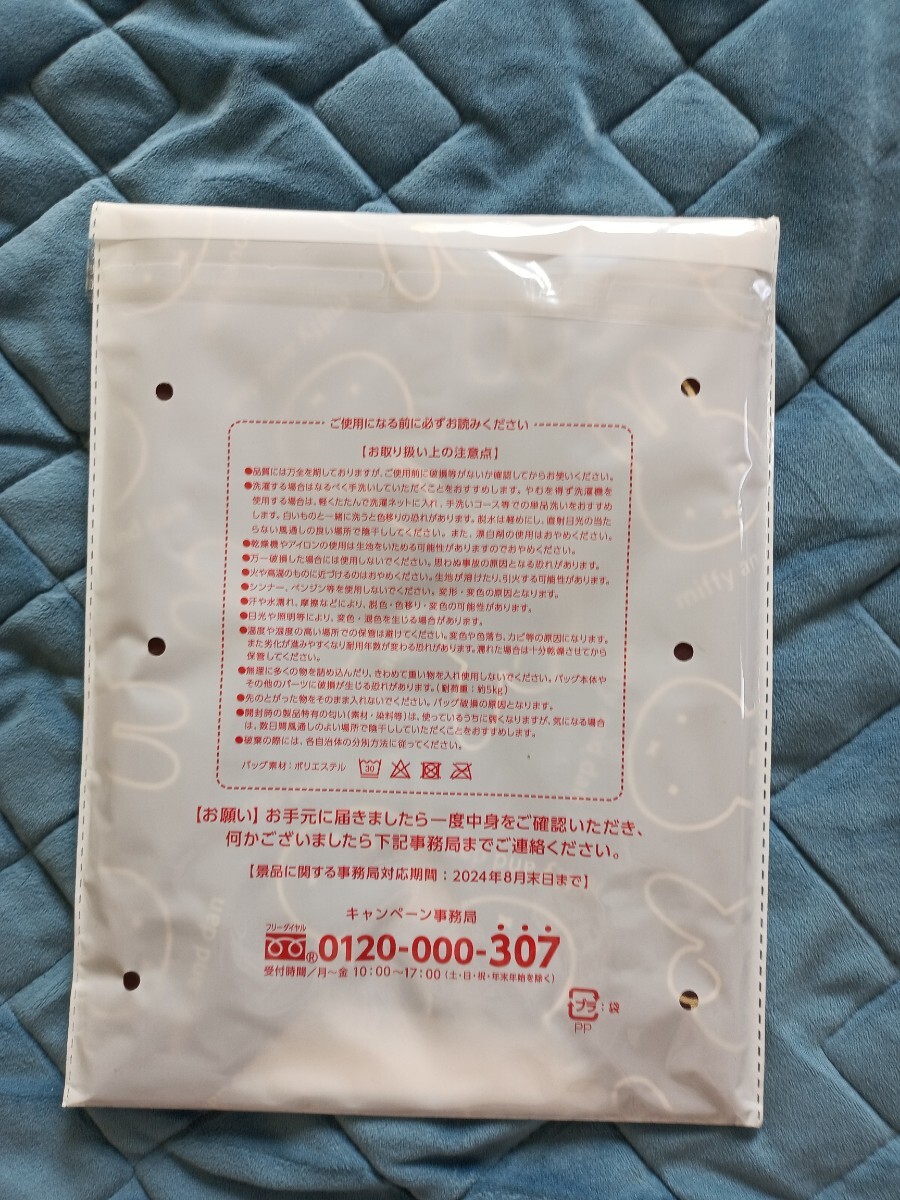 ご使用になる前に必ずお読みください
【お取り扱い上の注意点】
●品質には万全を期しておりますが、ご使用前に破損等がないか確認してからお使いください。
●洗濯する場合はなるべく手洗いしていただくことをおすすめします。やむを得ず洗濯機を
使用する場合は、軽くたたんで洗濯ネットに入れ、手洗いコース等での単品洗いをおすすめ
します。白いものと一緒に洗うと色移りの恐れがあります。脱水は軽めにし、直射日光の当た
らない風通しの良い場所で陰干ししてください。また、漂白剤の使用はおやめください。
●乾燥機やアイロンの使用は生地をいためる可能性がありますのでおやめください。
●万一破損した場合には使用しないでください。思わぬ事故の原因となる恐れがあります。
●火や高温のものに近づけるのはおやめください。生地が溶けたり、引火する可能性があります。
●シンナー、ベンジン等を使用しないでください。変形・変色の原因となります。
●汗や水濡れ、摩擦などにより、脱色・色移り・変色の可能性があります。
●日光や照明等により、変色・退色を生じる場合があります。
●温度や湿度の高い場所での保管は避けてください。変色や色落ち、カビ等の原因になります。
また劣化が進みやすくなり耐用年数が変わる恐れがあります。濡れた場合は十分乾燥させてから
保管してください。
●無理に多くの物を詰め込んだり、きわめて重い物を入れ使用しないでください。バッグ本体や
その他のパーツに破損が生じる恐れがあります。(耐荷重:約5kg)
●先のとがった物をそのまま入れないでください。バッグ破損の原因となります。
●開封時の製品特有の匂い(素材・染料等)は、使っているうちに弱くなりますが、気になる場合
は、数日間風通しのよい場所で陰干ししていただくことをおすすめします。
●破棄の際には、各自治体の分別方法に従ってください。
バッグ素材:ポリエステル 30
【お願い】お手元に届きましたら一度中身をご確認いただき、
何かございましたら下記事務局までご連絡ください。
【景品に関する事務局対応期間:2024年8月末日まで】
キャンペーン事務局
フリーダイヤル
®0120-000-307
受付時間/月〜金 10:00〜17:00(土・日・祝・年末年始を除く)
プラ:袋
PP